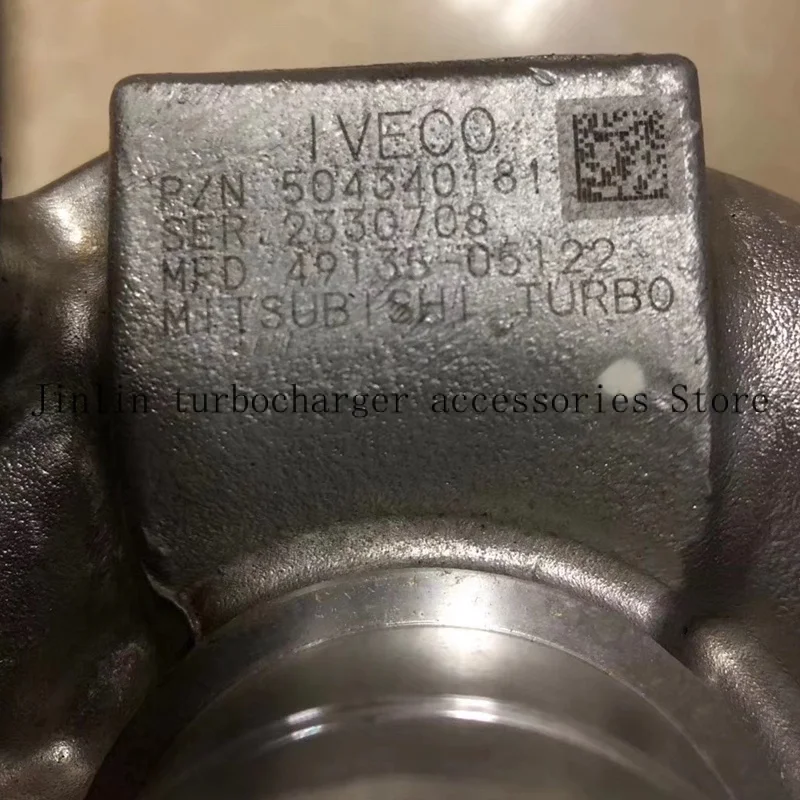 IVECO
P/N 504340181
SER 2330708
MFD 49135-05122
MITSUBISHI TURBO
Jinlin turbocharger accessories Store